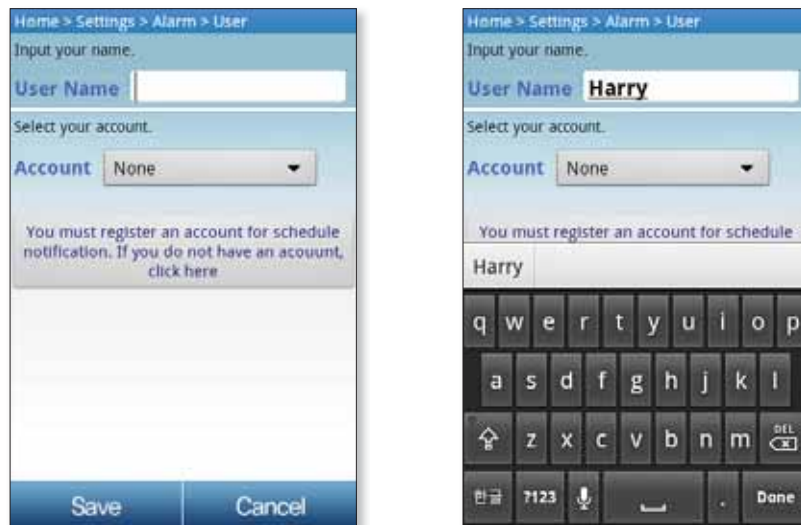 Home > Settings > Alarm > User
Input your name.
User Name
Select your account.
Account None
You must register an account for schedule
notification. If you do not have an acouunt,
click here
Save Cancel
Home > Settings > Alarm > User
Input your name.
User Name Harry
Select your account.
Account None
You must register an account for schedule
Harry
q w e r t y u i o p
a s d f g h j k l
z x c v b n m DEL
한글 ?123 . Done